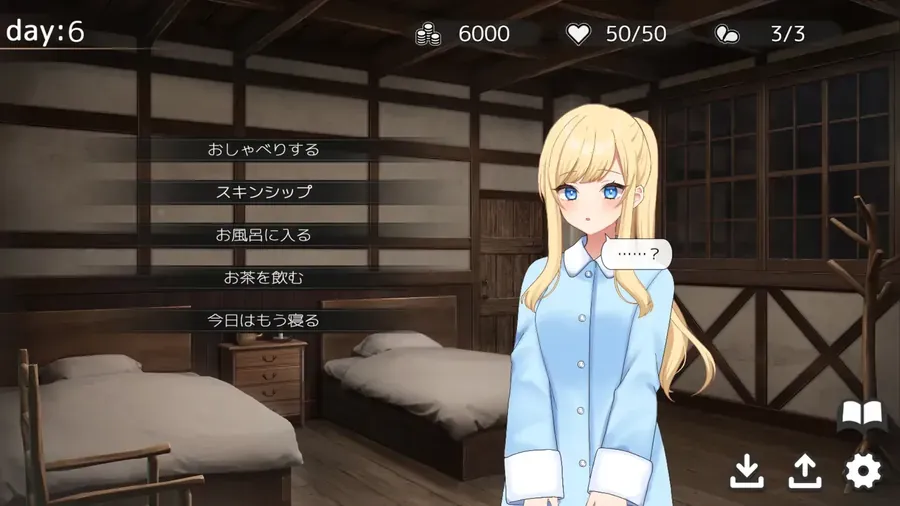 day:6
6000
50/50
3/3
おしゃべりする
スキンシップ
お風呂に入る
お茶を飲む
今日はもう寝る
……？